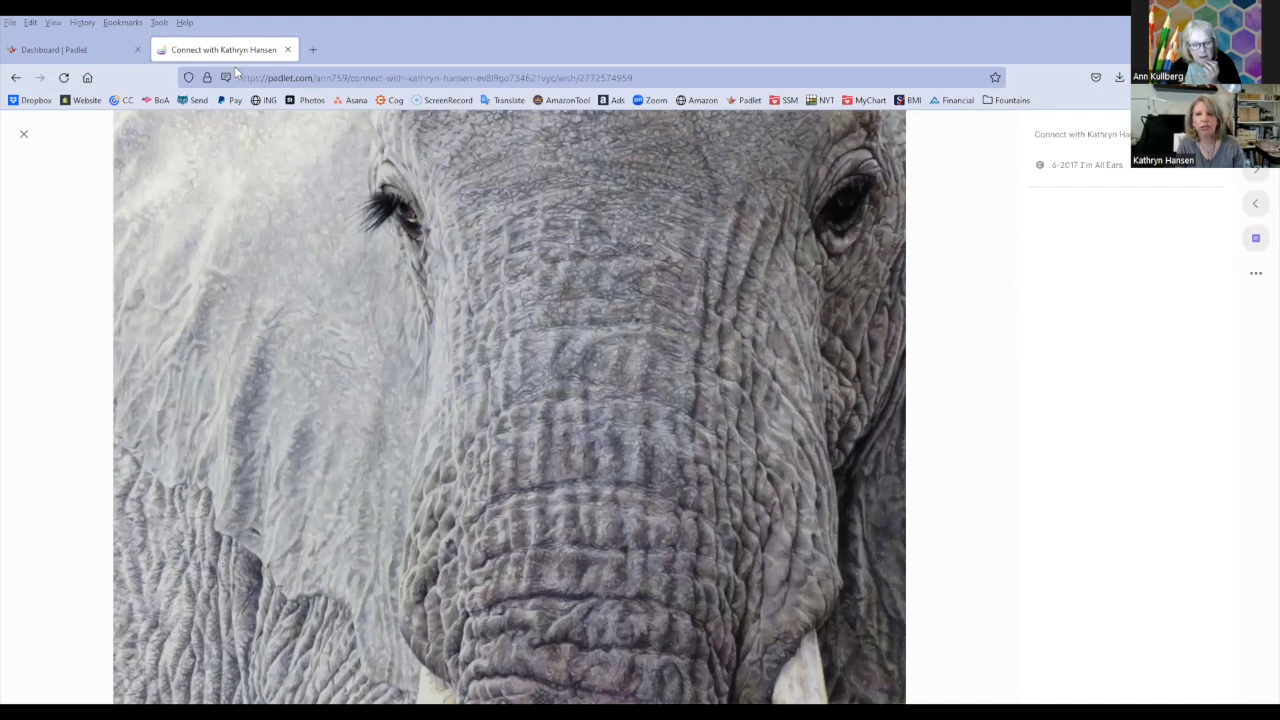 File Edit View History Bookmarks Tools Help
Dashboard | Padlet
Connect with Kathryn Hansen
https://padlet.com/ann759/connect-with-kathryn-hansen-ev8l9go734621vyc/wish/2772574959
Dropbox Website CC BoA Send Pay ING Photos Asana Cog ScreenRecord Translate AmazonTool Ads Zoom Amazon Padlet SSM NYT MyChart BMI Financial Fountains
Ann Kullberg
Connect with Kathryn Ha
Kathryn Hansen
6-2017 I'm All Ears